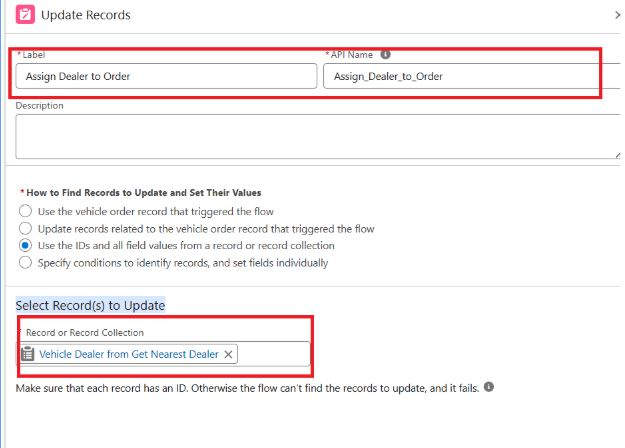 Update Records
*Label
*API Name
Assign Dealer to Order
Assign_Dealer_to_Order
Description
*How to Find Records to Update and Set Their Values
Use the vehicle order record that triggered the flow
Update records related to the vehicle order record that triggered the flow
Use the IDs and all field values from a record or record collection
Specify conditions to identify records, and set fields individually
Select Record(s) to Update
* Record or Record Collection
Vehicle Dealer from Get Nearest Dealer
Make sure that each record has an ID. Otherwise the flow can't find the records to update, and it fails.